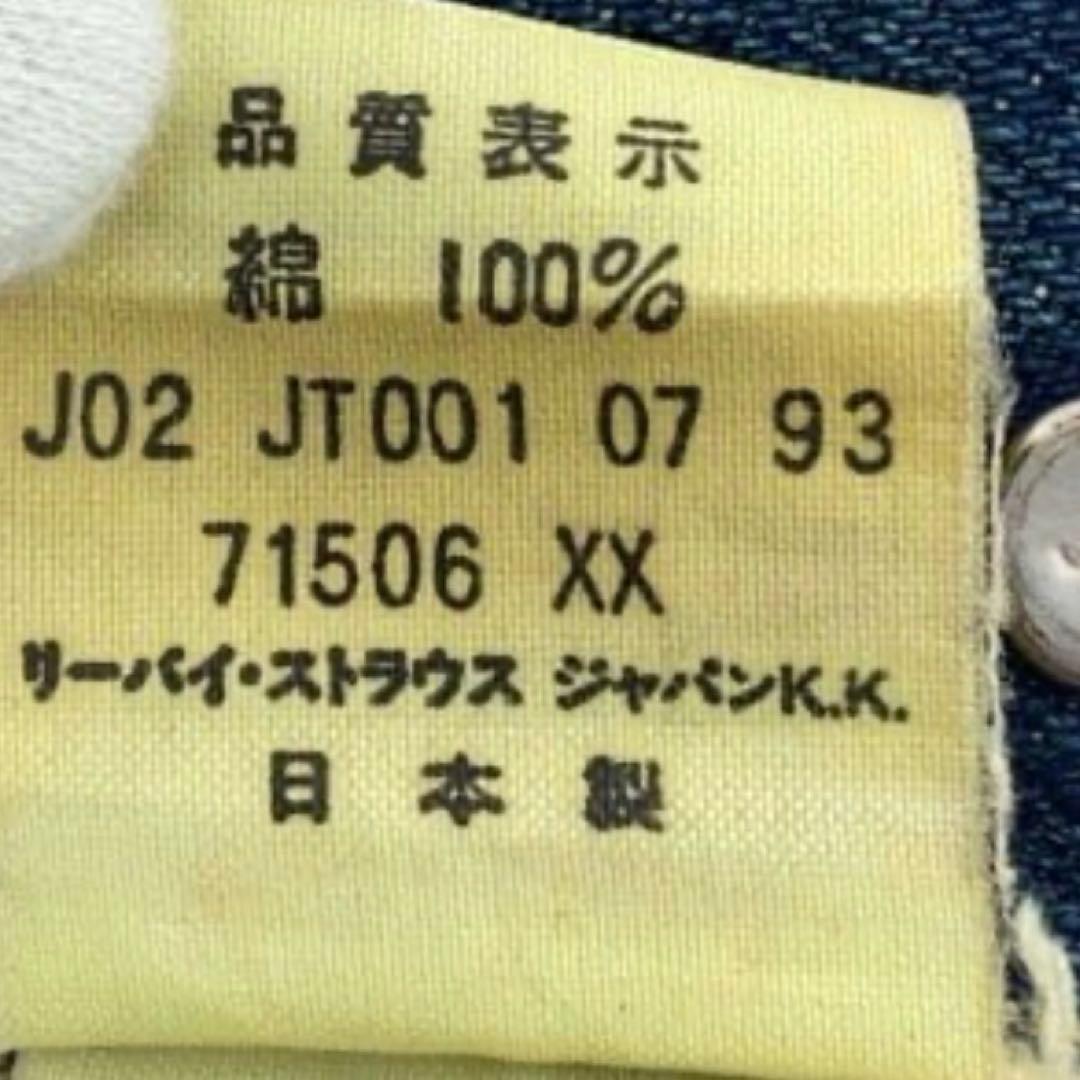 品質表示
綿 100%
J02 JT001 07 93
71506 XX
リーバイ・ストラウス ジャパンK.K.
日本製